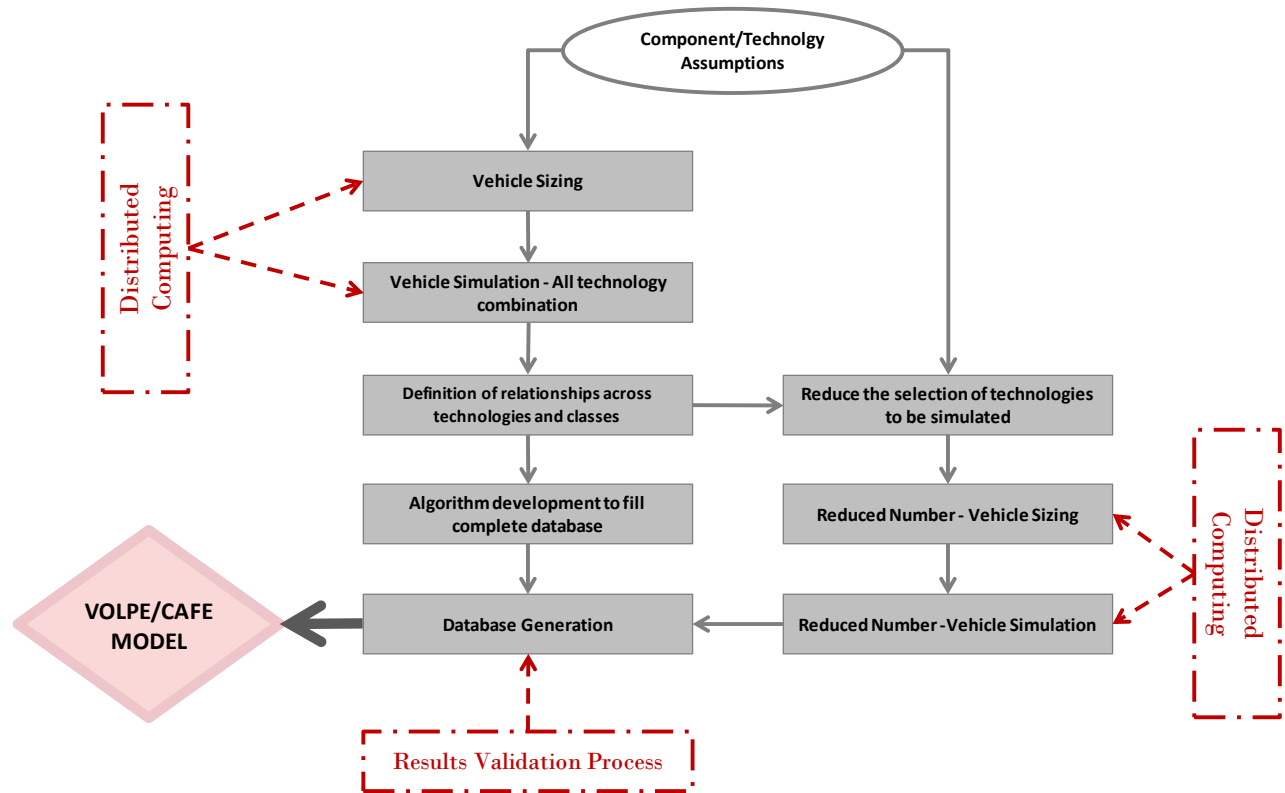 Component/Technolgy
Assumptions
Distributed
Computing
Vehicle Sizing
Vehicle Simulation - All technology
combination
Definition of relationships across
technologies and classes
Reduce the selection of technologies
to be simulated
Algorithm development to fill
complete database
Reduced Number - Vehicle Sizing
Distributed
Computing
VOLPE/CAFE
MODEL
Database Generation
Reduced Number -Vehicle Simulation
Results Validation Process